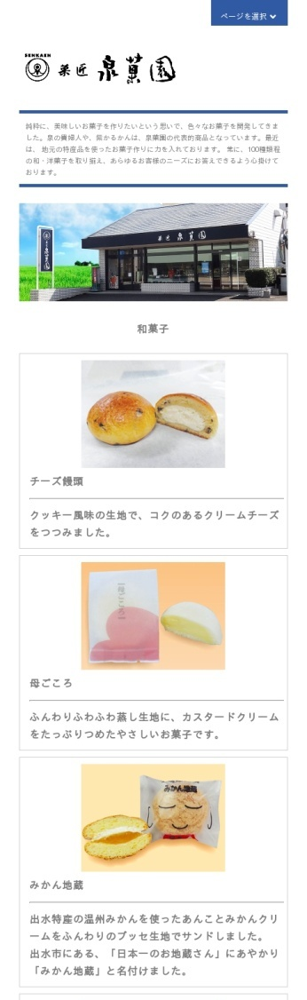 ページを選択
SENKAEN
菓匠 泉菓園
純粋に、美味しいお菓子を作りたいという思いで、色々なお菓子を開発してきま
した。泉の貴婦人や、紫かるかんは、泉菓園の代表的商品となっています。最近
は、 地元の特産品を使ったお菓子作りに力を入れております。 常に、100種類程
の和・洋菓子を取り揃え、あらゆるお客様のニーズにお答えできるよう心掛けて
おります。
菓匠 泉菓園
泉菓園
和菓子
チーズ饅頭
クッキー風味の生地で、コクのあるクリームチーズ
をつつみました。
母ごころ
母ごころ
ふんわりふわふわ蒸し生地に、カスタードクリーム
をたっぷりつめたやさしいお菓子です。
みかん地蔵
みかん地蔵
出水特産の温州みかんを使ったあんことみかんクリ
ームをふんわりのブッセ生地でサンドしました。
出水市にある、「日本一のお地蔵さん」にあやかり
「みかん地蔵」と名付けました。